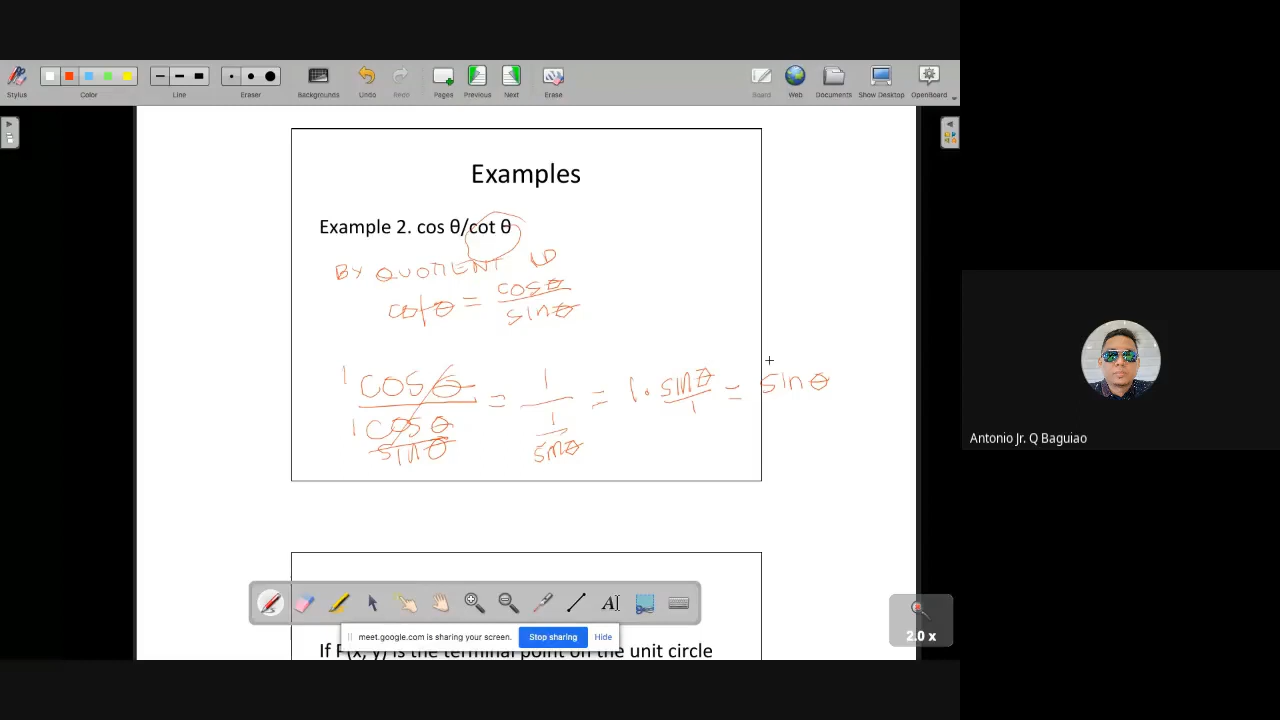 Stylus Color Line Eraser Backgrounds Undo Redo Pages Previous Next Erase Board Web Documents Show Desktop OpenBoard
Examples
Example 2. cos θ/cot θ
BY QUOTIENT ID
cot θ = cos θ / sin θ
1 cos θ / 1 cos θ / sin θ = 1 / 1 / sin θ = 1 · sin θ / 1 = sin θ
Antonio Jr. Q Baguiao
2.0 x
meet.google.com is sharing your screen. Stop sharing Hide
If P(x, y) is the terminal point on the unit circle